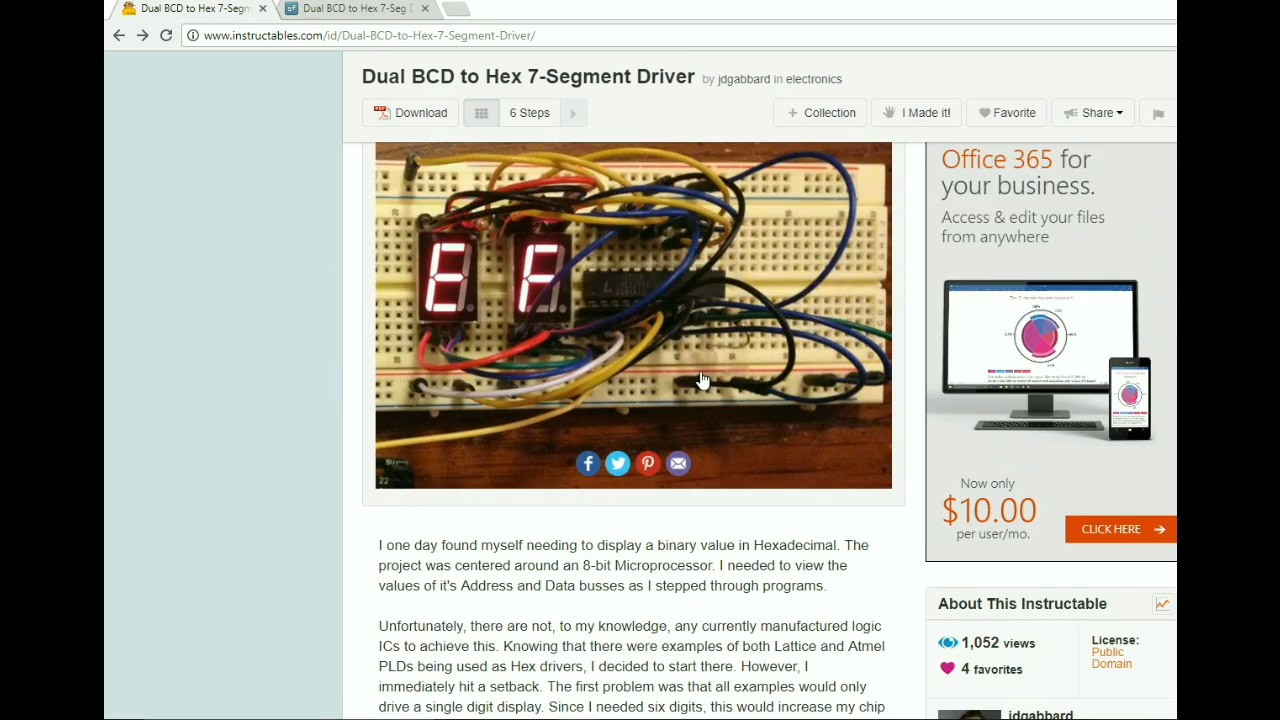 Dual BCD to Hex 7-Segm
Dual BCD to Hex 7-Seg
www.instructables.com/id/Dual-BCD-to-Hex-7-Segment-Driver/
Dual BCD to Hex 7-Segment Driver by jdgabbard in electronics
Download
6 Steps
+ Collection
I Made it!
Favorite
Share
E F
22
I one day found myself needing to display a binary value in Hexadecimal. The
project was centered around an 8-bit Microprocessor. I needed to view the
values of it's Address and Data busses as I stepped through programs.
Unfortunately, there are not, to my knowledge, any currently manufactured logic
ICs to achieve this. Knowing that there were examples of both Lattice and Atmel
PLDs being used as Hex drivers, I decided to start there. However, I
immediately hit a setback. The first problem was that all examples would only
drive a single digit display. Since I needed six digits, this would increase my chip
Office 365 for
your business.
Access & edit your files
from anywhere
Now only
$10.00
per user/mo.
CLICK HERE
About This Instructable
1,052 views
4 favorites
License:
Public
Domain
jdgabbard